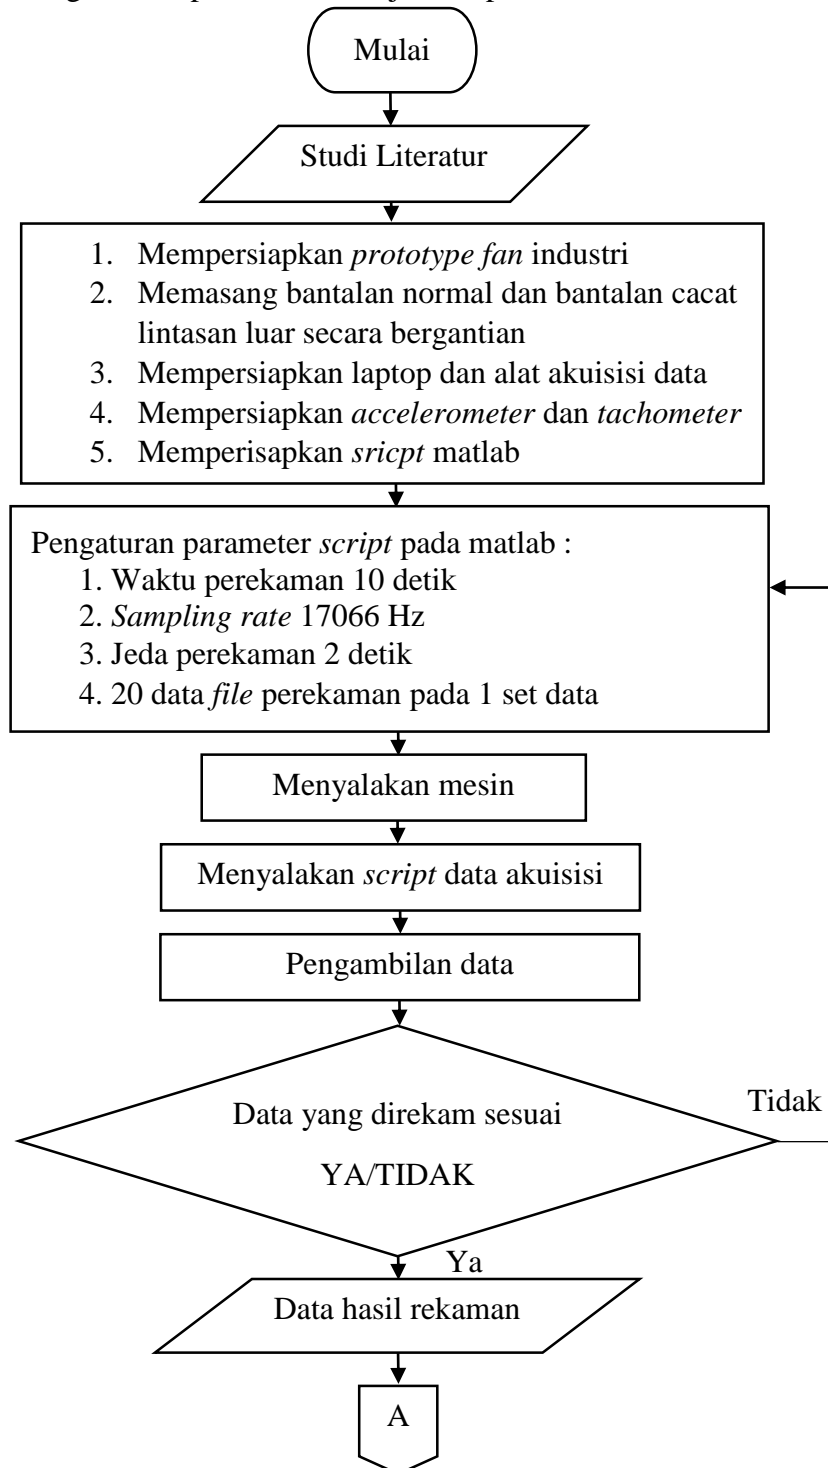 Mulai
Studi Literatur
1. Mempersiapkan prototype fan industri
2. Memasang bantalan normal dan bantalan cacat
lintasan luar secara bergantian
3. Mempersiapkan laptop dan alat akuisisi data
4. Mempersiapkan accelerometer dan tachometer
5. Memperisapkan sricpt matlab
Pengaturan parameter script pada matlab :
1. Waktu perekaman 10 detik
2. Sampling rate 17066 Hz
3. Jeda perekaman 2 detik
4. 20 data file perekaman pada 1 set data
Menyalakan mesin
Menyalakan script data akuisisi
Pengambilan data
Data yang direkam sesuai
YA/TIDAK
Tidak
Ya
Data hasil rekaman
A